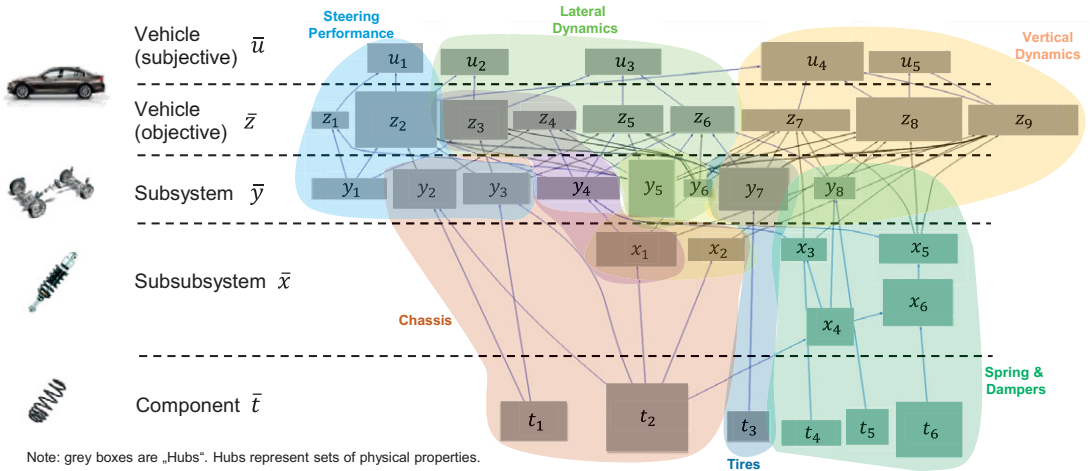 Steering
Performance
Lateral
Dynamics
Vertical
Dynamics
Vehicle
(subjective) ū
u₁ u₂ u₃ u₄ u₅
Vehicle
(objective) z̄
z₁ z₂ z₃ z₄ z₅ z₆ z₇ z₈ z₉
Subsystem ȳ
y₁ y₂ y₃ y₄ y₅ y₆ y₇ y₈
Subsubsystem x̄
x₁ x₂ x₃ x₅
x₆
x₄
Chassis
Spring &
Dampers
Component t̄
t₁ t₂ t₃ t₄ t₅ t₆
Tires
Note: grey boxes are „Hubs“. Hubs represent sets of physical properties.